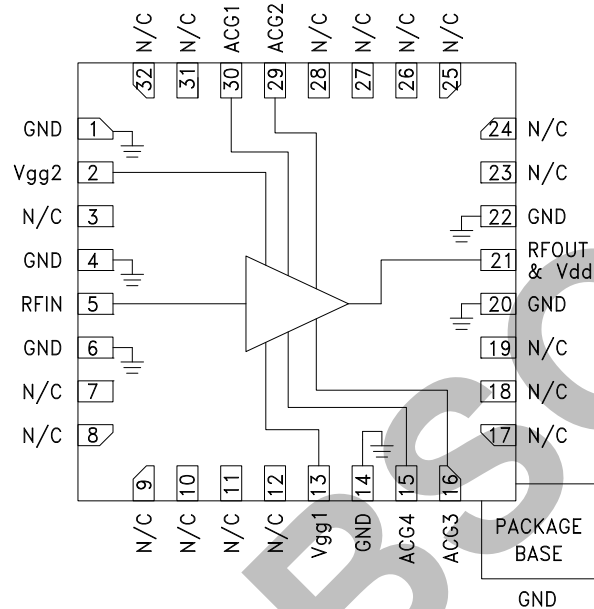 N/C N/C ACG1 ACG2 N/C N/C N/C N/C
32 31 30 29 28 27 26 25
GND 1
Vgg2 2
N/C 3
GND 4
RFIN 5
GND 6
N/C 7
N/C 8
24 N/C
23 N/C
22 GND
21 RFOUT
& Vdd
20 GND
19 N/C
18 N/C
17 N/C
9 10 11 12 13 14 15 16
N/C N/C N/C N/C Vgg1 GND ACG4 ACG3
PACKAGE
BASE
GND